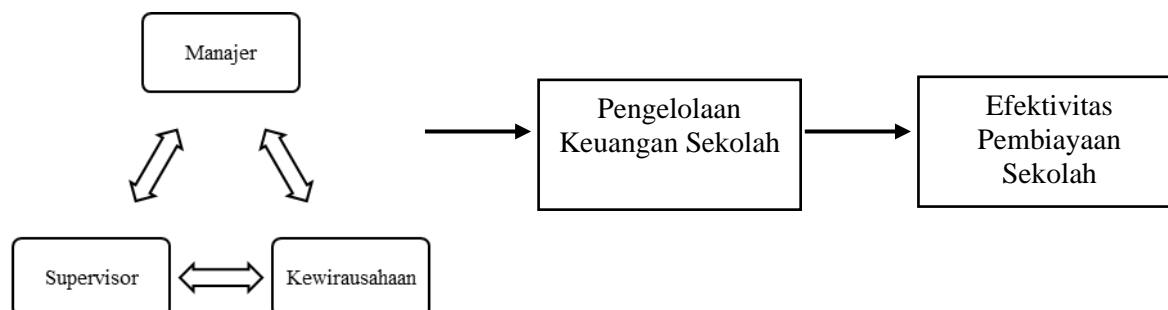 Manajer
Supervisor
Kewirausahaan
Pengelolaan
Keuangan Sekolah
Efektivitas
Pembiayaan
Sekolah